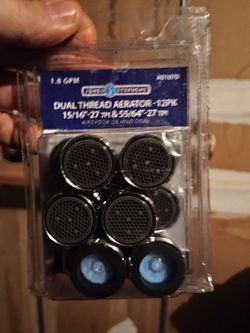 1.8 GPM
DUAL THREAD AERATOR - 12PK
15/16"-27 TPI & 55/64"-27 TPI
AIREADOR DE HILO DUAL